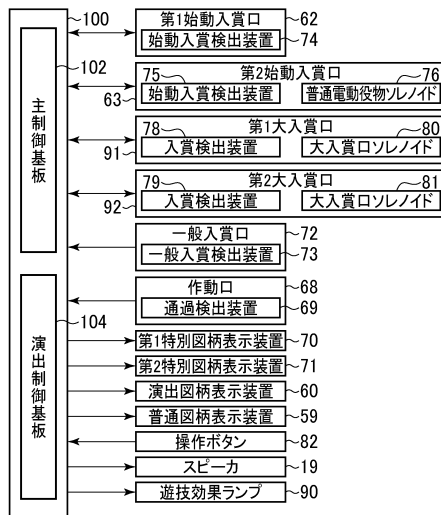 100
102
主制御基板
104
演出制御基板
第1始動入賞口
62
始動入賞検出装置
74
75
第2始動入賞口
76
始動入賞検出装置
普通電動役物ソレノイド
63
78
第1大入賞口
80
入賞検出装置
大入賞口ソレノイド
91
79
第2大入賞口
81
入賞検出装置
大入賞口ソレノイド
92
一般入賞口
72
一般入賞検出装置
73
作動口
68
通過検出装置
69
第1特別図柄表示装置
70
第2特別図柄表示装置
71
演出図柄表示装置
60
普通図柄表示装置
59
操作ボタン
82
スピーカ
19
遊技効果ランプ
90